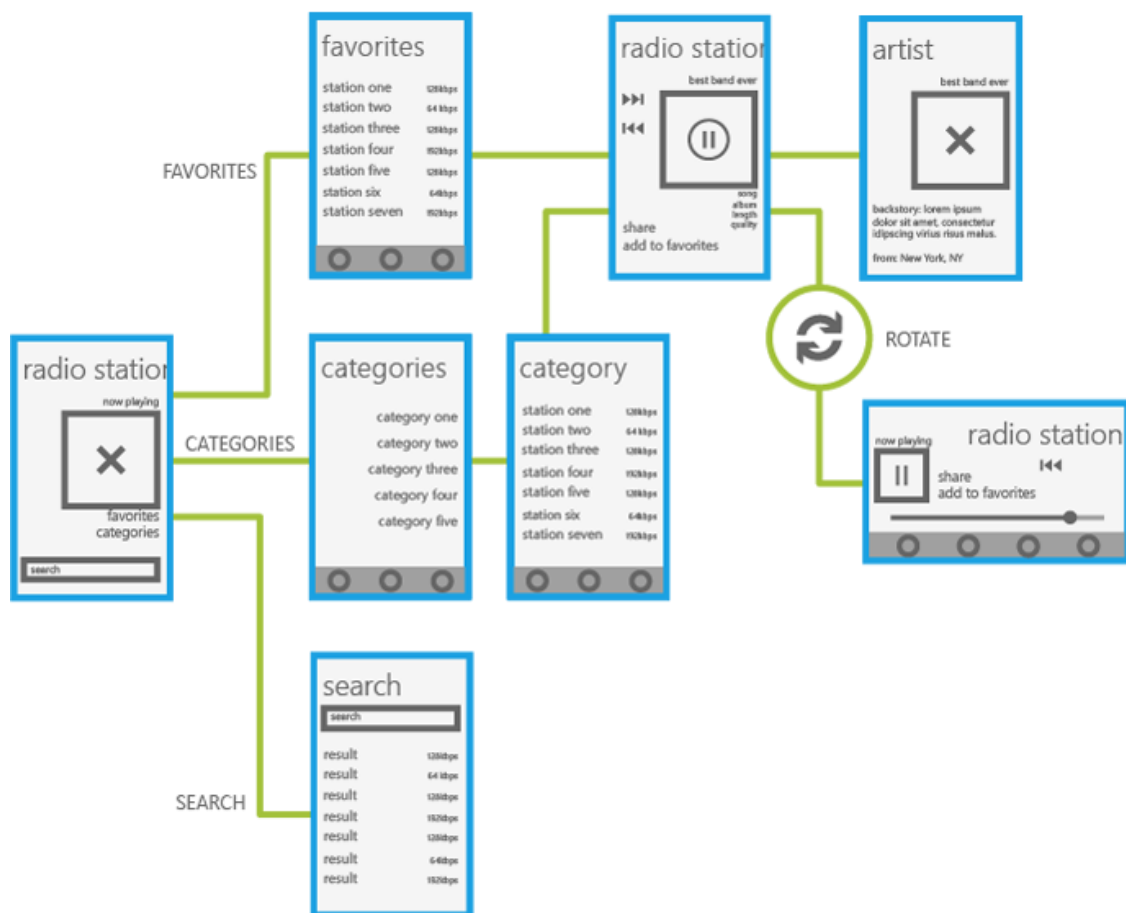 favorites
station one 128kbps
station two 64 kbps
station three 128kbps
station four 192kbps
station five 128kbps
station six 64kbps
station seven 192kbps
radio station
best band ever
song
album
length
quality
share
add to favorites
artist
best band ever
backstory: lorem ipsum
dolor sit amet, consectetur
idipscing virius risus malus.
from: New York, NY
FAVORITES
ROTATE
radio station
now playing
favorites
categories
search
CATEGORIES
categories
category one
category two
category three
category four
category five
category
station one 128kbps
station two 64 kbps
station three 128kbps
station four 192kbps
station five 128kbps
station six 64kbps
station seven 192kbps
now playing
radio station
share
add to favorites
SEARCH
search
search
result 128kbps
result 64 kbps
result 128kbps
result 192kbps
result 128kbps
result 64kbps
result 192kbps